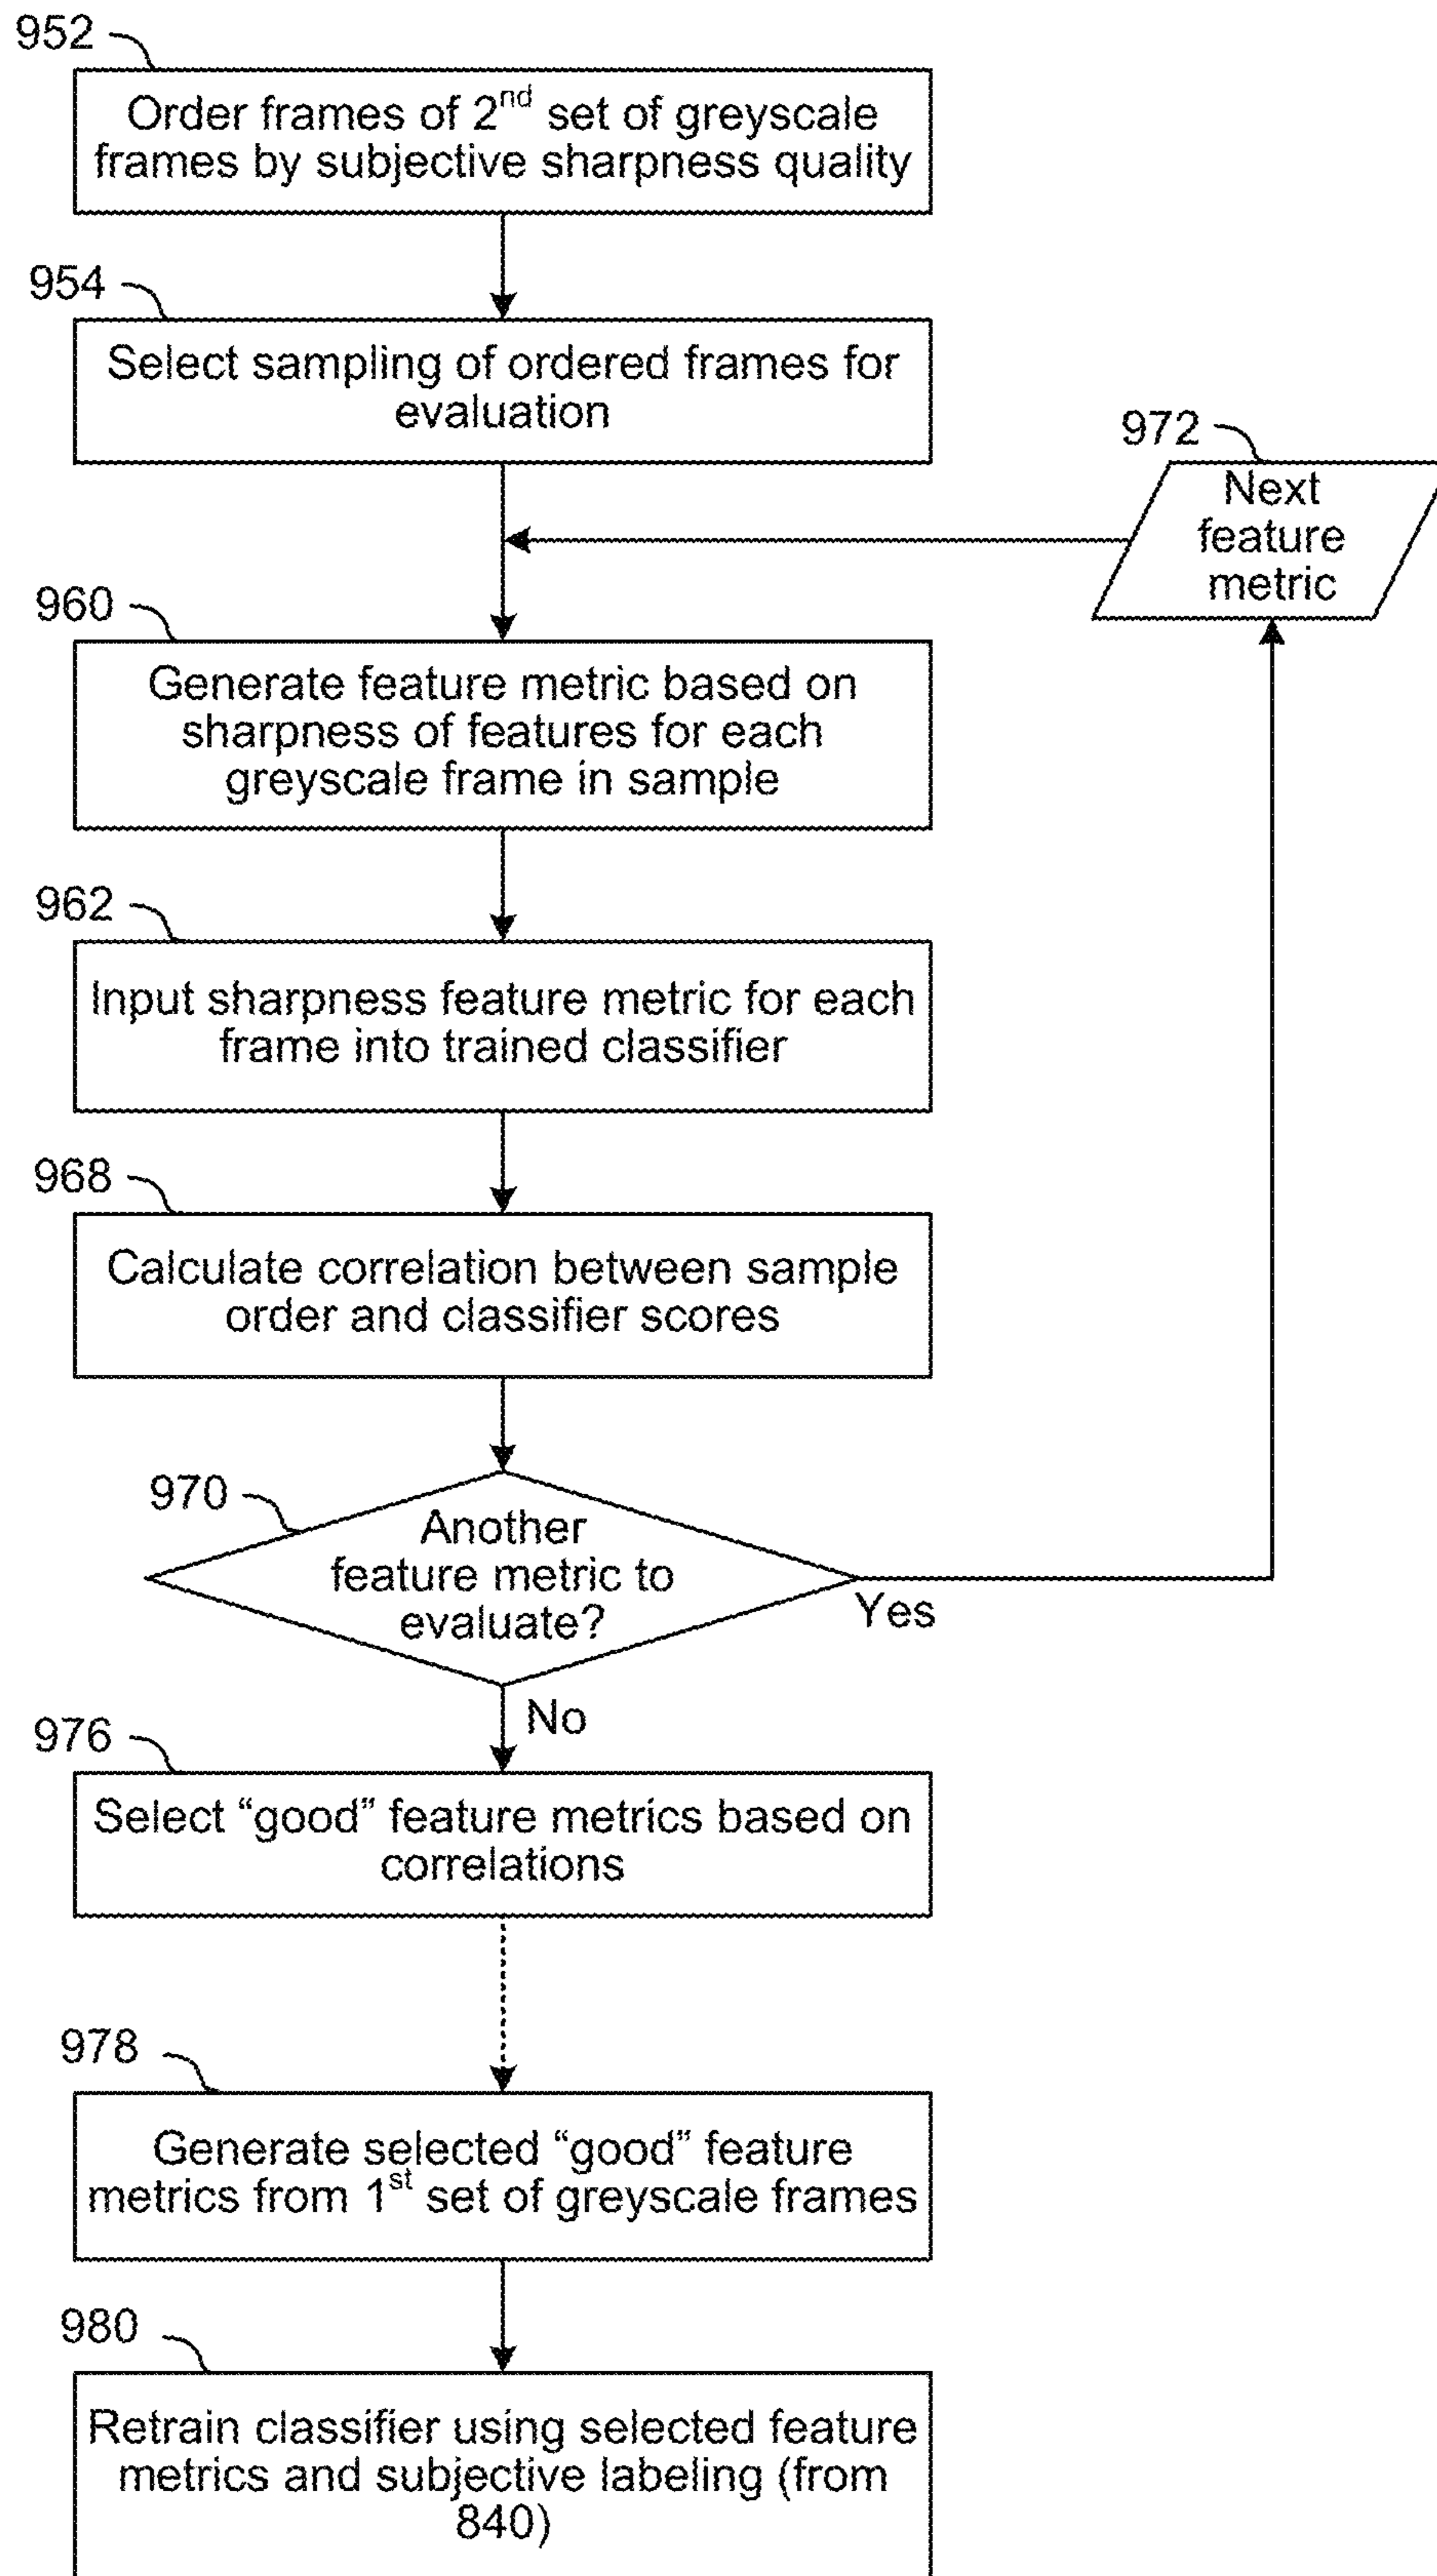 952
Order frames of 2nd set of greyscale
frames by subjective sharpness quality
954
Select sampling of ordered frames for
evaluation
972
Next
feature
metric
960
Generate feature metric based on
sharpness of features for each
greyscale frame in sample
962
Input sharpness feature metric for each
frame into trained classifier
968
Calculate correlation between sample
order and classifier scores
970
Another
feature metric to
evaluate?
Yes
No
976
Select “good” feature metrics based on
correlations
978
Generate selected “good” feature
metrics from 1st set of greyscale frames
980
Retrain classifier using selected feature
metrics and subjective labeling (from
840)